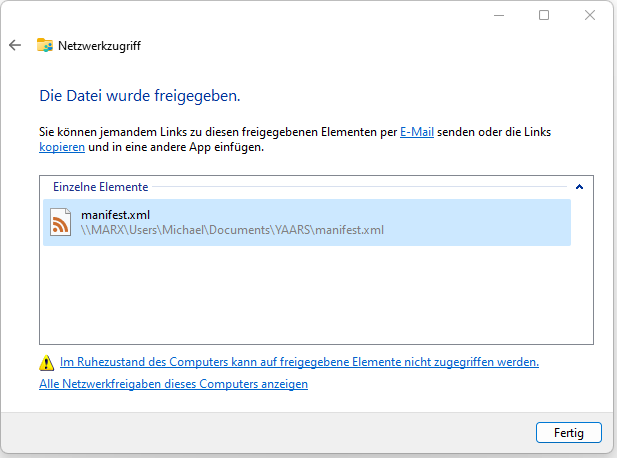 Netzwerkzugriff
Die Datei wurde freigegeben.
Sie können jemandem Links zu diesen freigegebenen Elementen per E-Mail senden oder die Links
kopieren und in eine andere App einfügen.
Einzelne Elemente
manifest.xml
\\MARX\Users\Michael\Documents\YAARS\manifest.xml
Im Ruhezustand des Computers kann auf freigegebene Elemente nicht zugegriffen werden.
Alle Netzwerkfreigaben dieses Computers anzeigen
Fertig